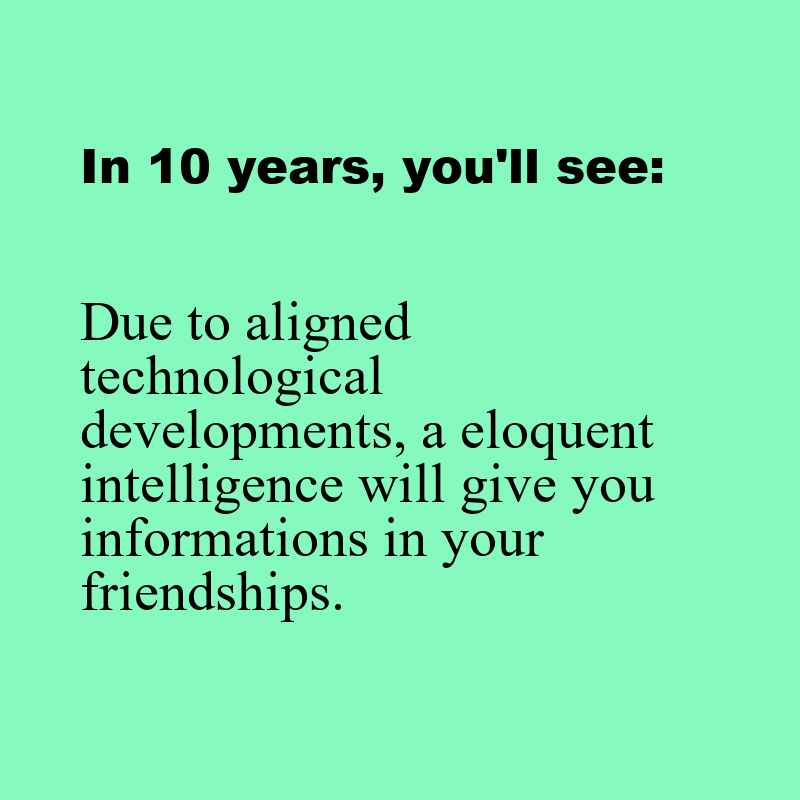 In 10 years, you'll see:
Due to aligned
technological
developments, a eloquent
intelligence will give you
informations in your
friendships.